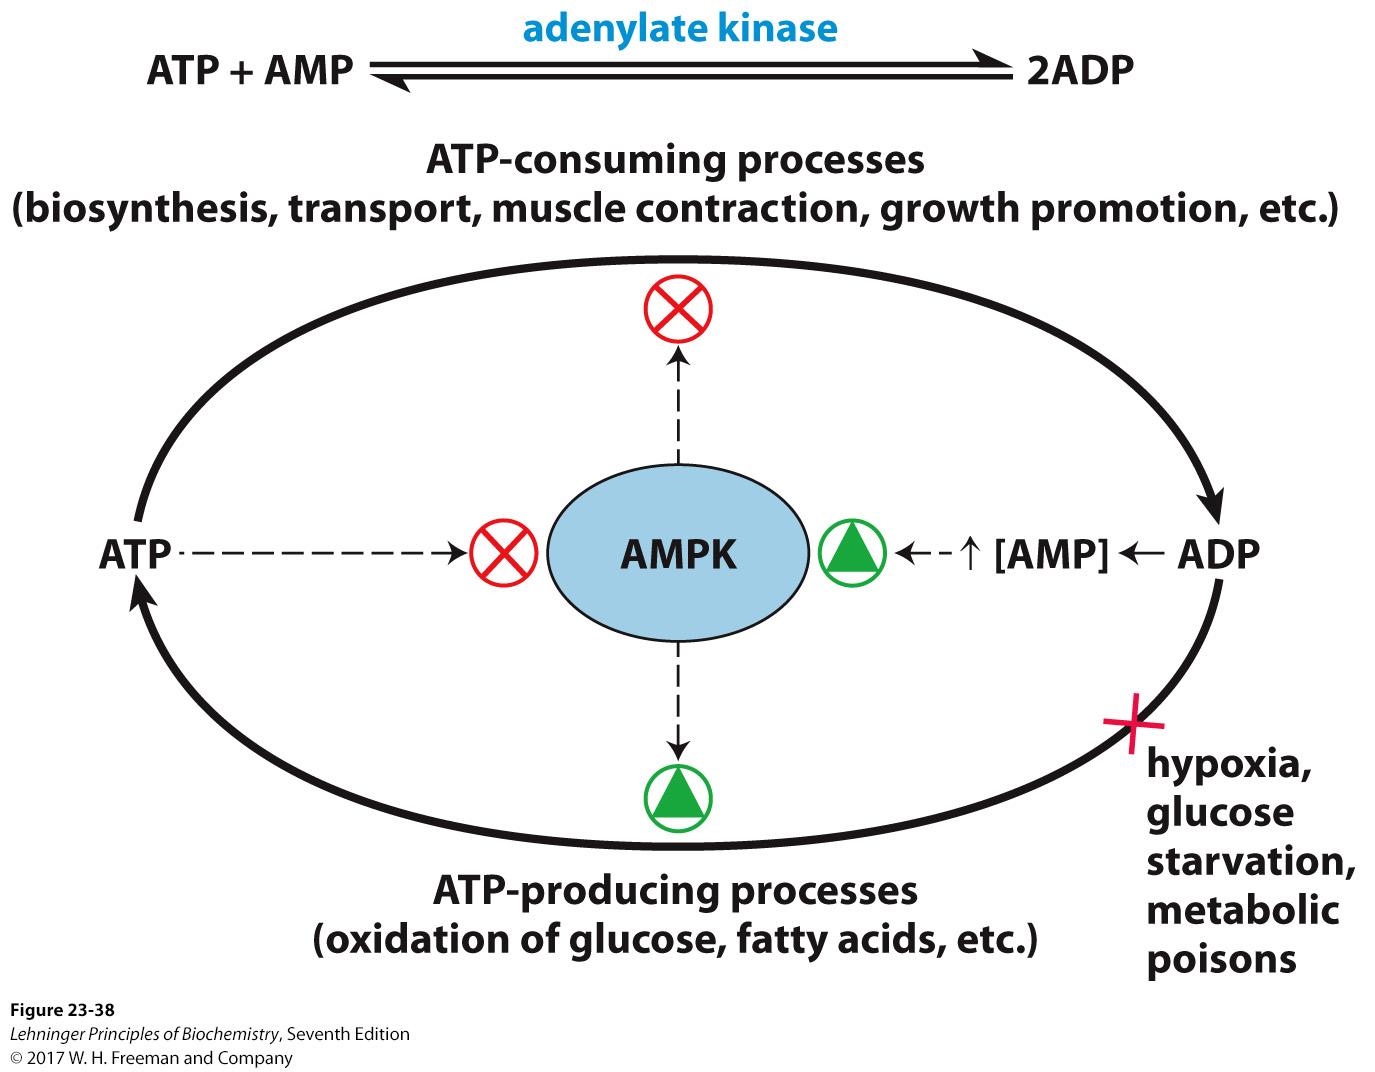 adenylate kinase
ATP + AMP 2ADP
ATP-consuming processes
(biosynthesis, transport, muscle contraction, growth promotion, etc.)
ATP AMPK ↑ [AMP] ADP
hypoxia,
glucose
starvation,
metabolic
poisons
ATP-producing processes
(oxidation of glucose, fatty acids, etc.)
Figure 23-38
Lehninger Principles of Biochemistry, Seventh Edition
© 2017 W. H. Freeman and Company